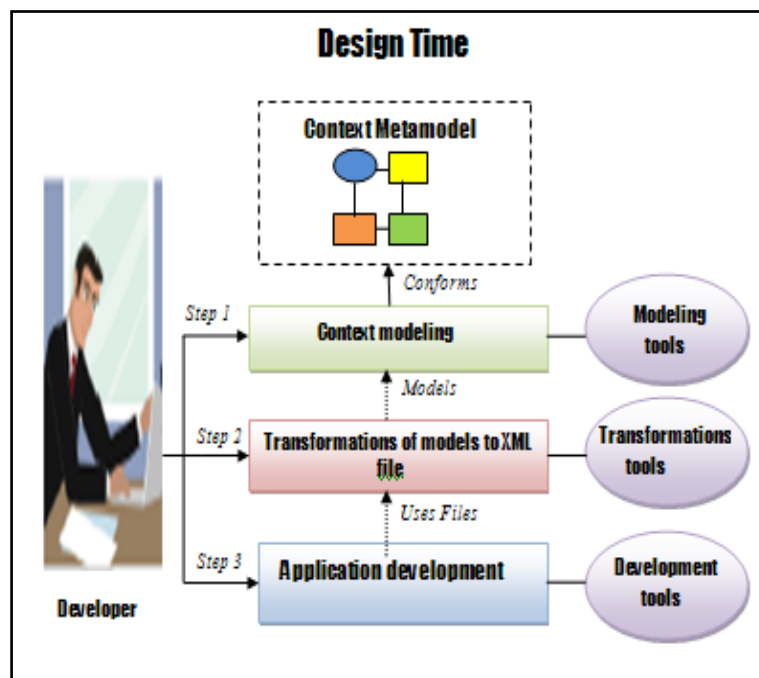 Design Time
Context Metamodel
Conforms
Step 1
Context modeling
Modeling
tools
Models
Step 2
Transformations of models to XML
file
Transformations
tools
Uses Files
Step 3
Application development
Development
tools
Developer